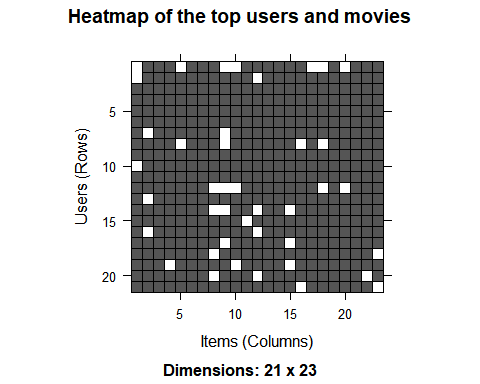 Heatmap of the top users and movies
Users (Rows)
5
10
15
20
5
10
15
20
Items (Columns)
Dimensions: 21 x 23